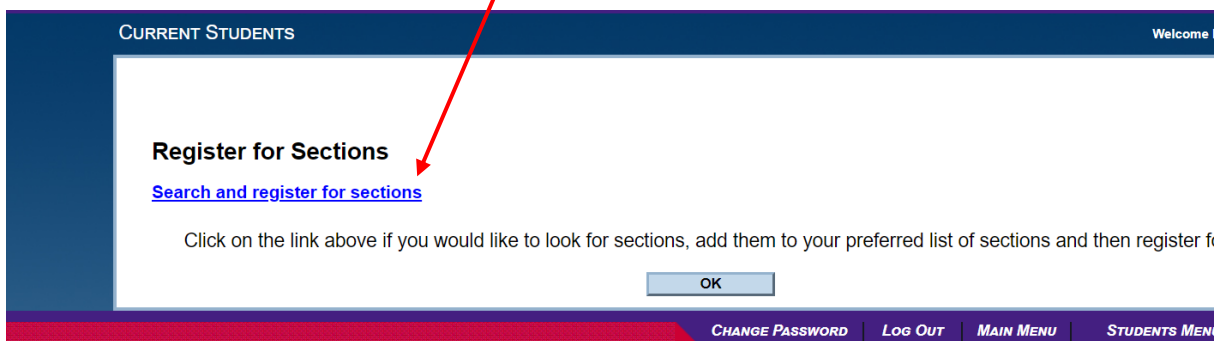 CURRENT STUDENTS Welcome
Register for Sections
Search and register for sections
Click on the link above if you would like to look for sections, add them to your preferred list of sections and then register
OK
CHANGE PASSWORD LOG OUT MAIN MENU STUDENTS MENU